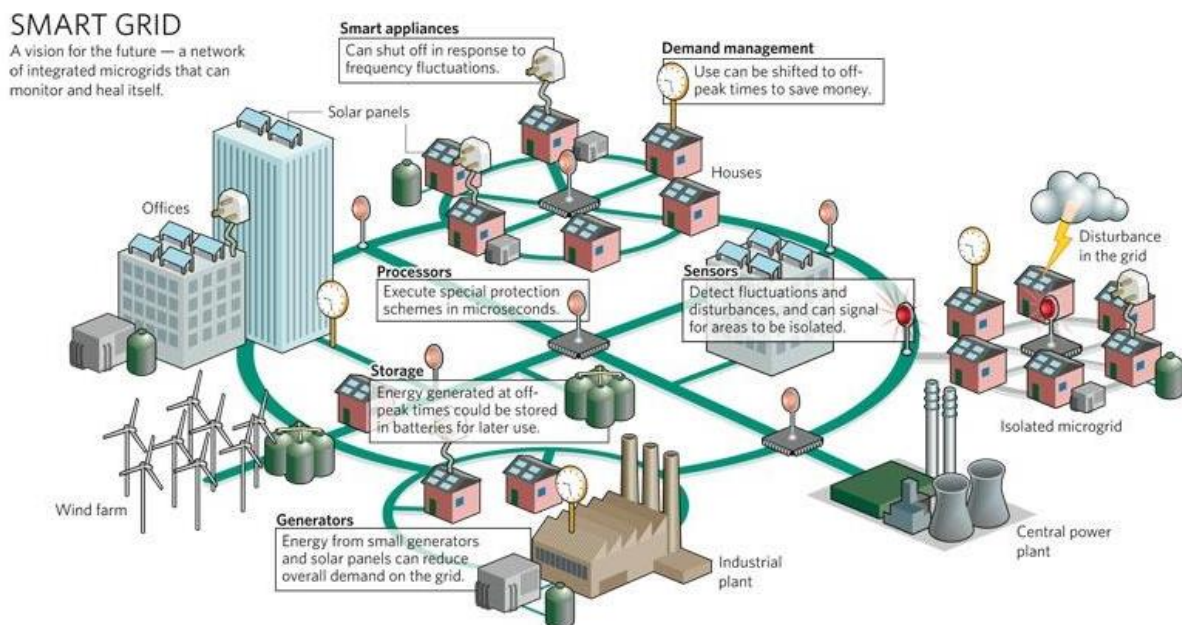 SMART GRID
A vision for the future — a network
of integrated microgrids that can
monitor and heal itself.
Smart appliances
Can shut off in response to
frequency fluctuations.
Demand management
Use can be shifted to off-
peak times to save money.
Solar panels
Houses
Offices
Disturbance
in the grid
Processors
Execute special protection
schemes in microseconds.
Sensors
Detect fluctuations and
disturbances, and can signal
for areas to be isolated.
Storage
Energy generated at off-
peak times could be stored
in batteries for later use.
Isolated microgrid
Wind farm
Generators
Energy from small generators
and solar panels can reduce
overall demand on the grid.
Industrial
plant
Central power
plant